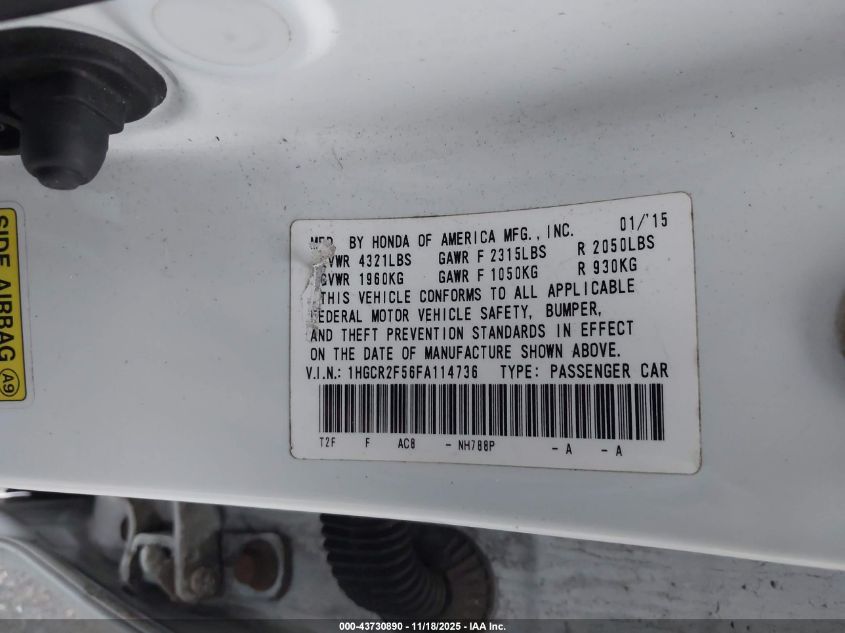 01/'15
MFD. BY HONDA OF AMERICA MFG., INC.
GVWR 4321LBS GAWR F 2315LBS R 2050LBS
GVWR 1960KG GAWR F 1050KG R 930KG
THIS VEHICLE CONFORMS TO ALL APPLICABLE
FEDERAL MOTOR VEHICLE SAFETY, BUMPER,
AND THEFT PREVENTION STANDARDS IN EFFECT
ON THE DATE OF MANUFACTURE SHOWN ABOVE.
V.I.N.: 1HGCR2F56FA114736 TYPE: PASSENGER CAR
T2F F AC8 - NH788P - A - A
SIDE AIRBAG A9
000-43730890 - 11/18/2025 - IAA Inc.